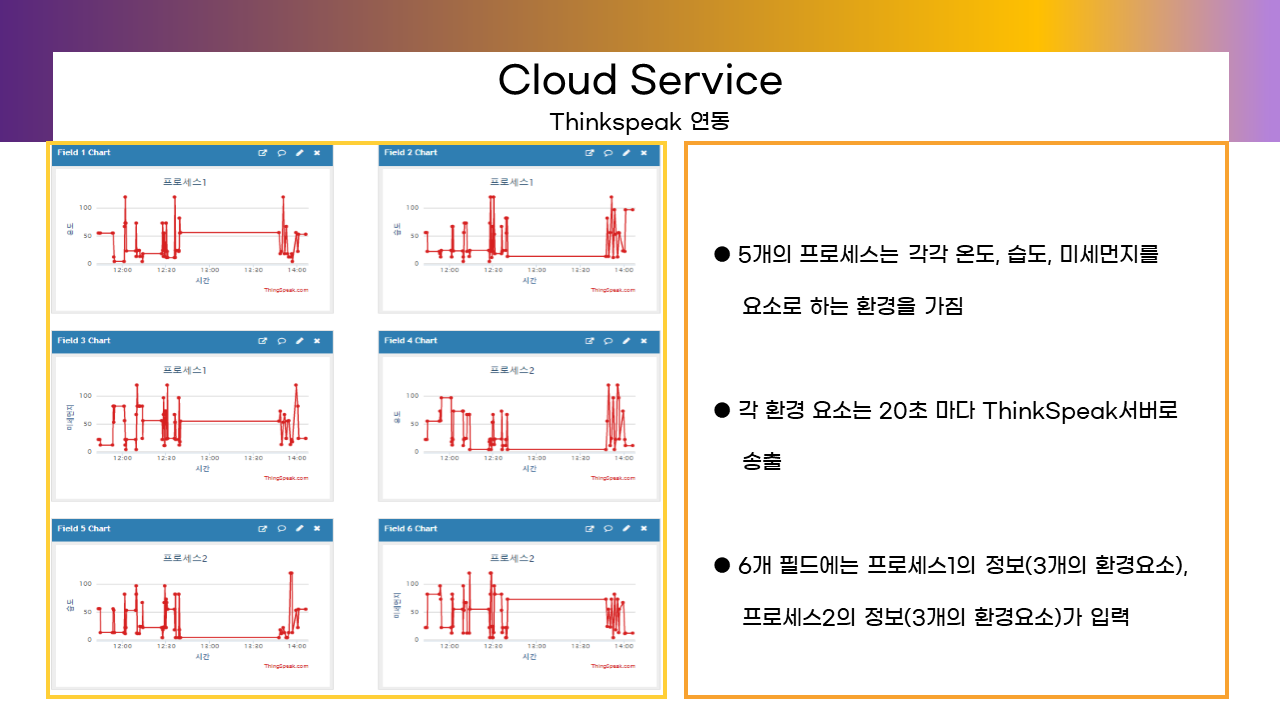 Cloud Service
Thinkspeak 연동
Field 1 Chart
프로세스1
온도
100
50
0
12:00 12:30 13:00 13:30 14:00
시간
ThingSpeak.com
Field 2 Chart
프로세스1
습도
100
50
0
12:00 12:30 13:00 13:30 14:00
시간
ThingSpeak.com
Field 3 Chart
프로세스1
미세먼지
100
50
0
12:00 12:30 13:00 13:30 14:00
시간
ThingSpeak.com
Field 4 Chart
프로세스2
온도
100
50
0
12:00 12:30 13:00 13:30 14:00
시간
ThingSpeak.com
Field 5 Chart
프로세스2
습도
100
50
0
12:00 12:30 13:00 13:30 14:00
시간
ThingSpeak.com
Field 6 Chart
프로세스2
미세먼지
100
50
0
12:00 12:30 13:00 13:30 14:00
시간
ThingSpeak.com
● 5개의 프로세스는 각각 온도, 습도, 미세먼지를
요소로 하는 환경을 가짐
● 각 환경 요소는 20초 마다 ThinkSpeak서버로
송출
● 6개 필드에는 프로세스1의 정보(3개의 환경요소),
프로세스2의 정보(3개의 환경요소)가 입력